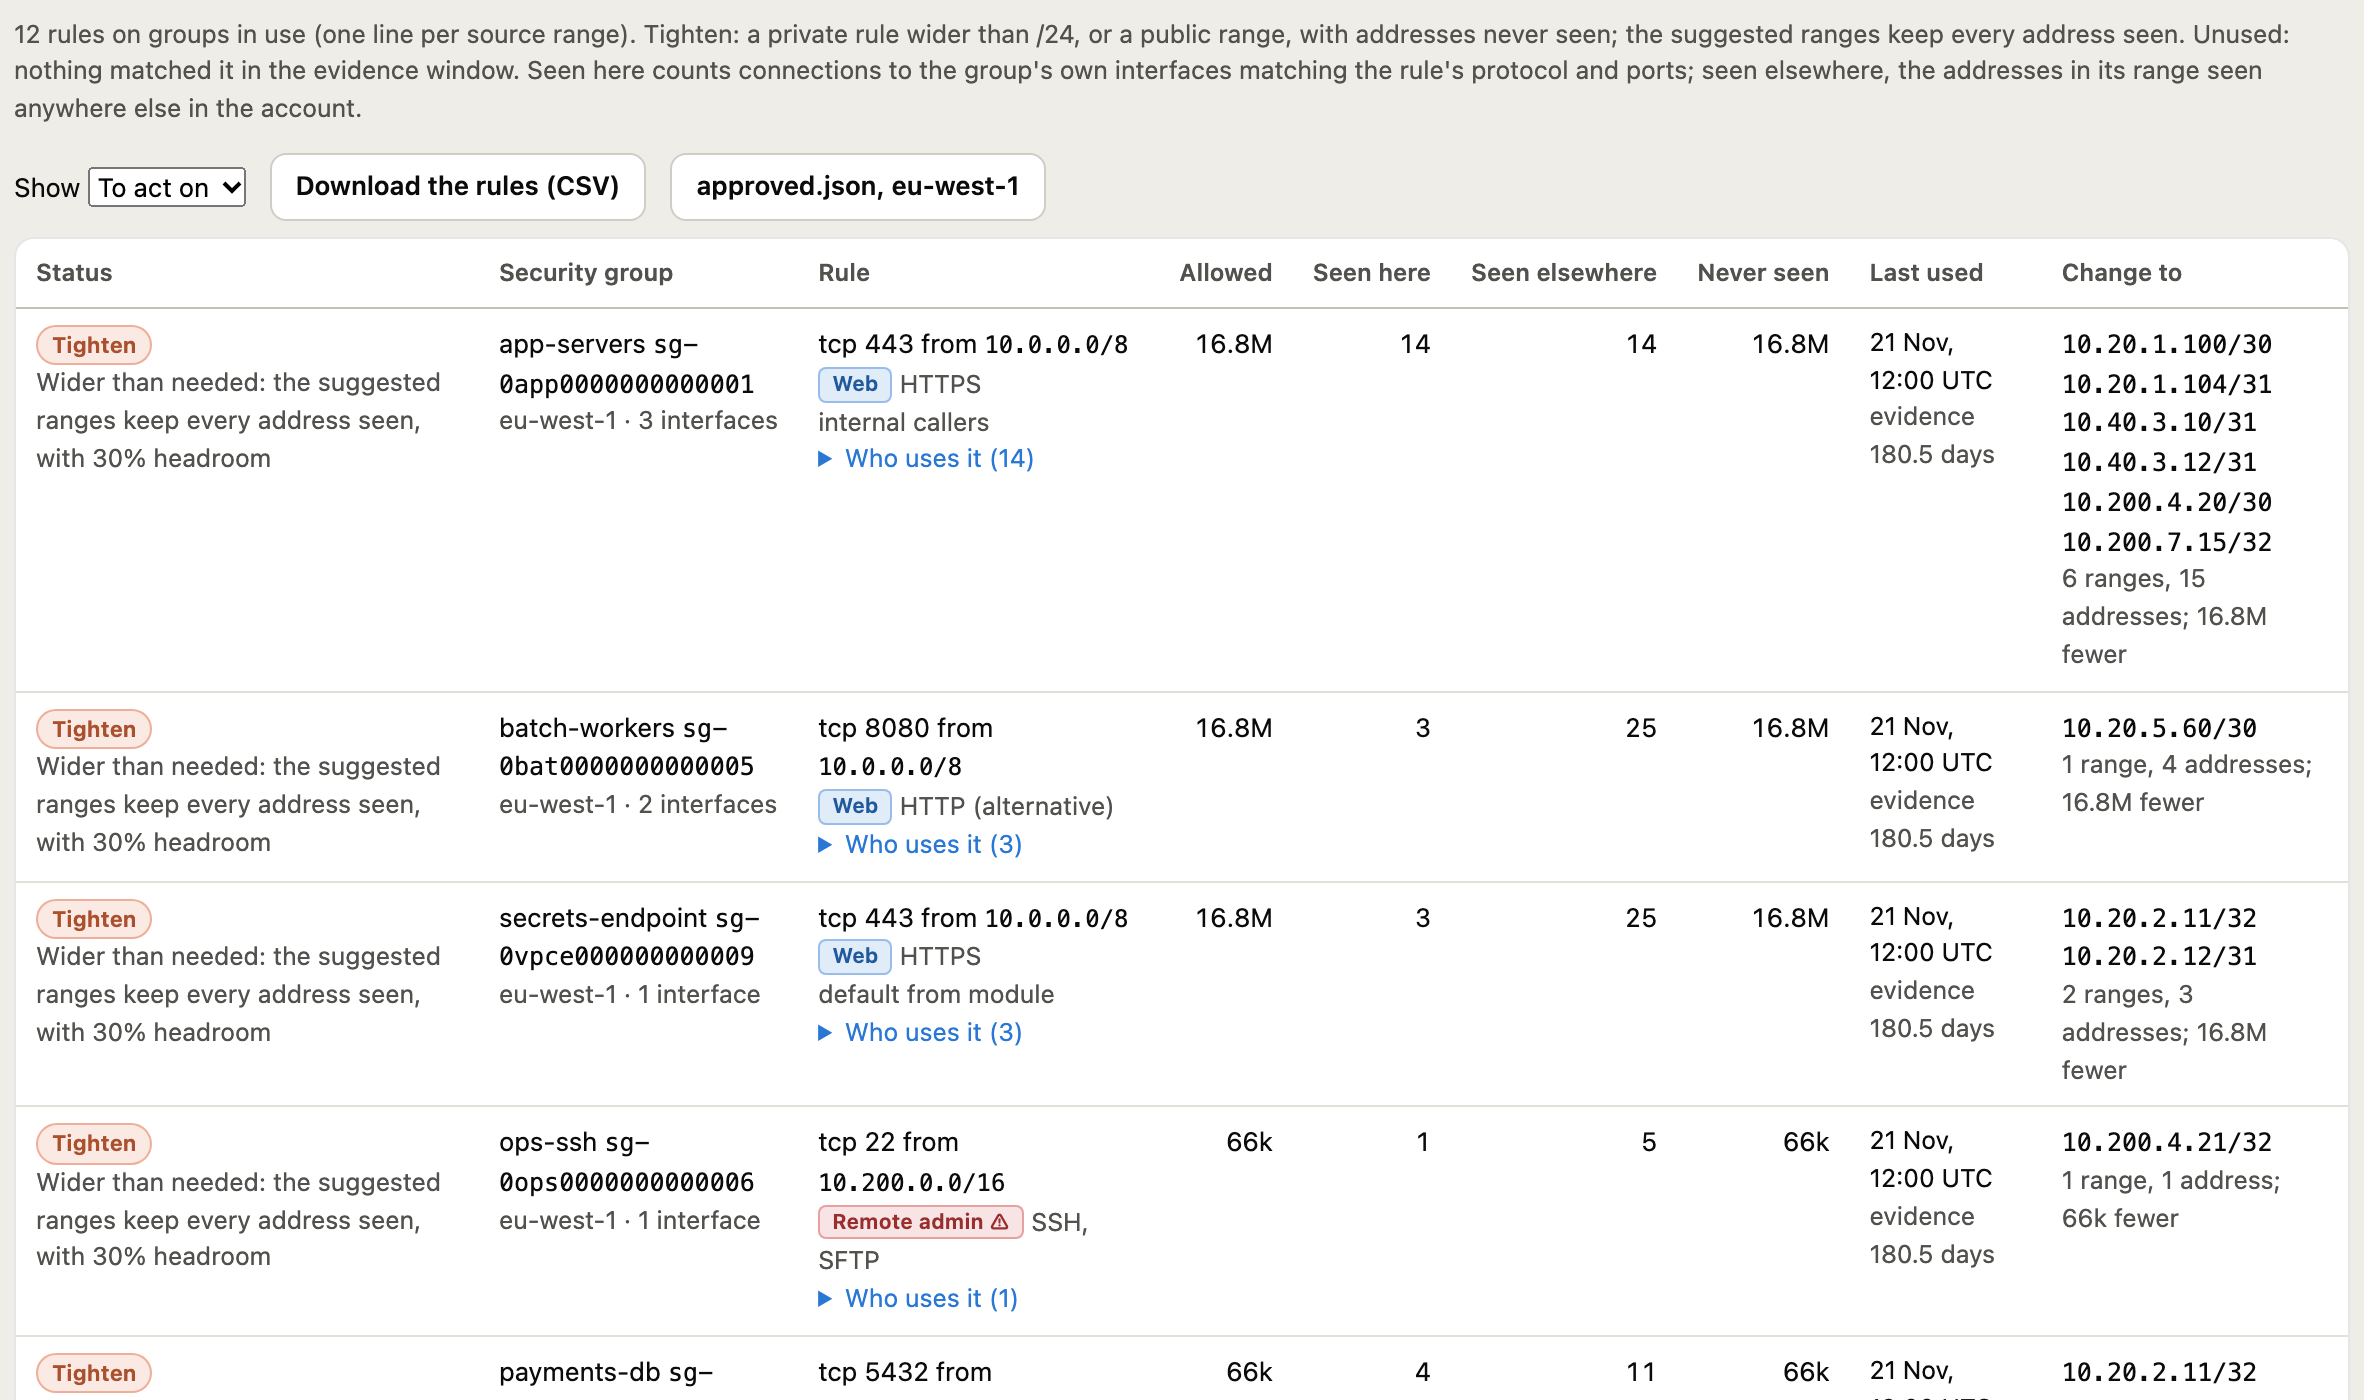 12 rules on groups in use (one line per source range). Tighten: a private rule wider than /24, or a public range, with addresses never seen; the suggested ranges keep every address seen. Unused:
nothing matched it in the evidence window. Seen here counts connections to the group's own interfaces matching the rule's protocol and ports; seen elsewhere, the addresses in its range seen
anywhere else in the account.
Show To act on Download the rules (CSV) approved.json, eu-west-1
Status Security group Rule Allowed Seen here Seen elsewhere Never seen Last used Change to
Tighten
Wider than needed: the suggested
ranges keep every address seen,
with 30% headroom
app-servers sg-
0app0000000000001
eu-west-1 · 3 interfaces
tcp 443 from 10.0.0.0/8
Web HTTPS
internal callers
▶ Who uses it (14)
16.8M
14
14
16.8M
21 Nov,
12:00 UTC
evidence
180.5 days
10.20.1.100/30
10.20.1.104/31
10.40.3.10/31
10.40.3.12/31
10.200.4.20/30
10.200.7.15/32
6 ranges, 15
addresses; 16.8M
fewer
Tighten
Wider than needed: the suggested
ranges keep every address seen,
with 30% headroom
batch-workers sg-
0bat0000000000005
eu-west-1 · 2 interfaces
tcp 8080 from
10.0.0.0/8
Web HTTP (alternative)
▶ Who uses it (3)
16.8M
3
25
16.8M
21 Nov,
12:00 UTC
evidence
180.5 days
10.20.5.60/30
1 range, 4 addresses;
16.8M fewer
Tighten
Wider than needed: the suggested
ranges keep every address seen,
with 30% headroom
secrets-endpoint sg-
0vpce000000000009
eu-west-1 · 1 interface
tcp 443 from 10.0.0.0/8
Web HTTPS
default from module
▶ Who uses it (3)
16.8M
3
25
16.8M
21 Nov,
12:00 UTC
evidence
180.5 days
10.20.2.11/32
10.20.2.12/31
2 ranges, 3
addresses; 16.8M
fewer
Tighten
Wider than needed: the suggested
ranges keep every address seen,
with 30% headroom
ops-ssh sg-
0ops0000000000006
eu-west-1 · 1 interface
tcp 22 from
10.200.0.0/16
Remote admin ⚠ SSH,
SFTP
▶ Who uses it (1)
66k
1
5
66k
21 Nov,
12:00 UTC
evidence
180.5 days
10.200.4.21/32
1 range, 1 address;
66k fewer
Tighten
payments-db sg-
tcp 5432 from
66k
4
11
66k
21 Nov,
10.20.2.11/32